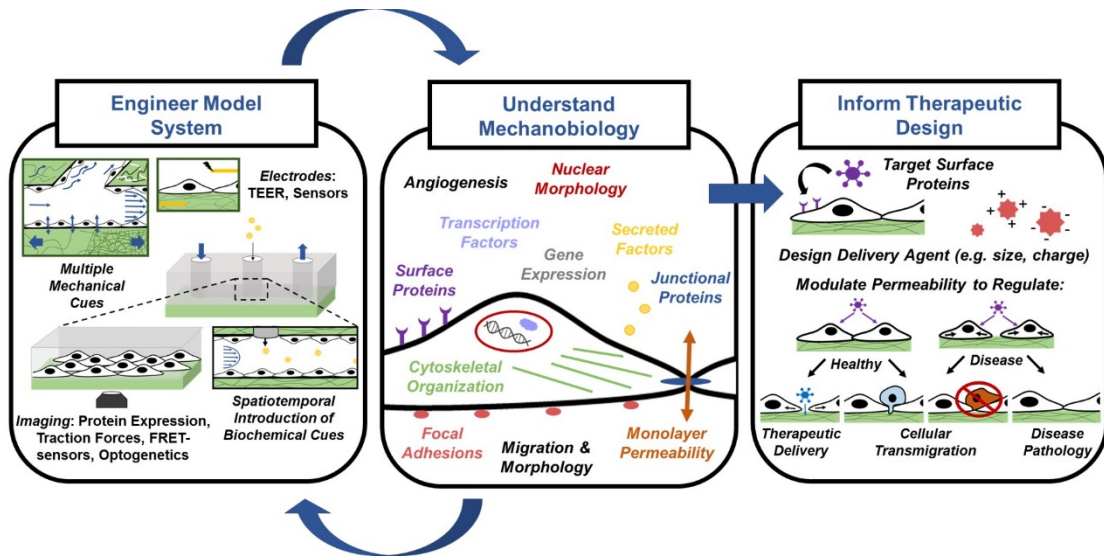 Engineer Model
System
Electrodes:
TEER, Sensors
Multiple
Mechanical
Cues
Imaging: Protein Expression,
Traction Forces, FRET-
sensors, Optogenetics
Spatiotemporal
Introduction of
Biochemical Cues
Understand
Mechanobiology
Angiogenesis
Nuclear
Morphology
Transcription
Factors
Gene
Expression
Secreted
Factors
Surface
Proteins
Junctional
Proteins
Cytoskeletal
Organization
Focal
Adhesions
Migration &
Morphology
Monolayer
Permeability
Inform Therapeutic
Design
Target Surface
Proteins
Design Delivery Agent (e.g. size, charge)
Modulate Permeability to Regulate:
Healthy
Disease
Therapeutic
Delivery
Cellular
Transmigration
Disease
Pathology